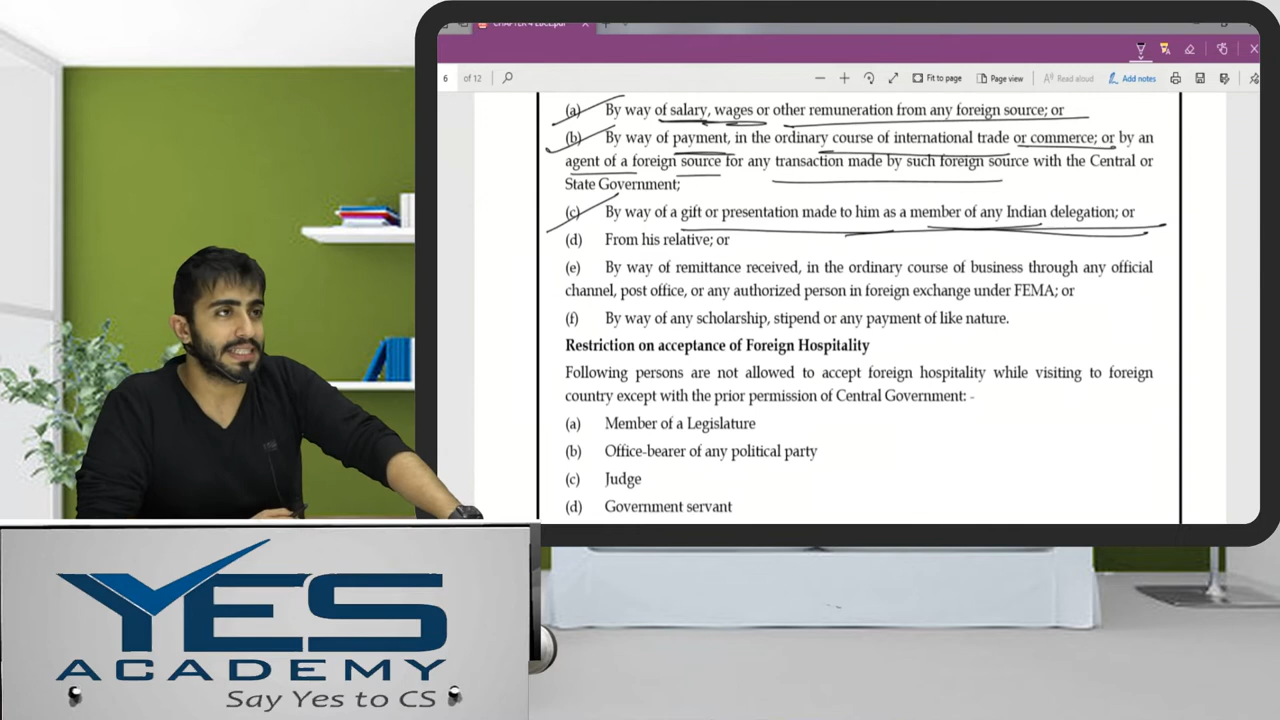 6 of 12 Fit to page Page view Read aloud Add notes
(a) By way of salary, wages or other remuneration from any foreign source; or
(b) By way of payment, in the ordinary course of international trade or commerce; or by an
agent of a foreign source for any transaction made by such foreign source with the Central or
State Government;
(c) By way of a gift or presentation made to him as a member of any Indian delegation; or
(d) From his relative; or
(e) By way of remittance received, in the ordinary course of business through any official
channel, post office, or any authorized person in foreign exchange under FEMA; or
(f) By way of any scholarship, stipend or any payment of like nature.
Restriction on acceptance of Foreign Hospitality
Following persons are not allowed to accept foreign hospitality while visiting to foreign
country except with the prior permission of Central Government: -
(a) Member of a Legislature
(b) Office-bearer of any political party
(c) Judge
(d) Government servant
YES
ACADEMY
Say Yes to CS